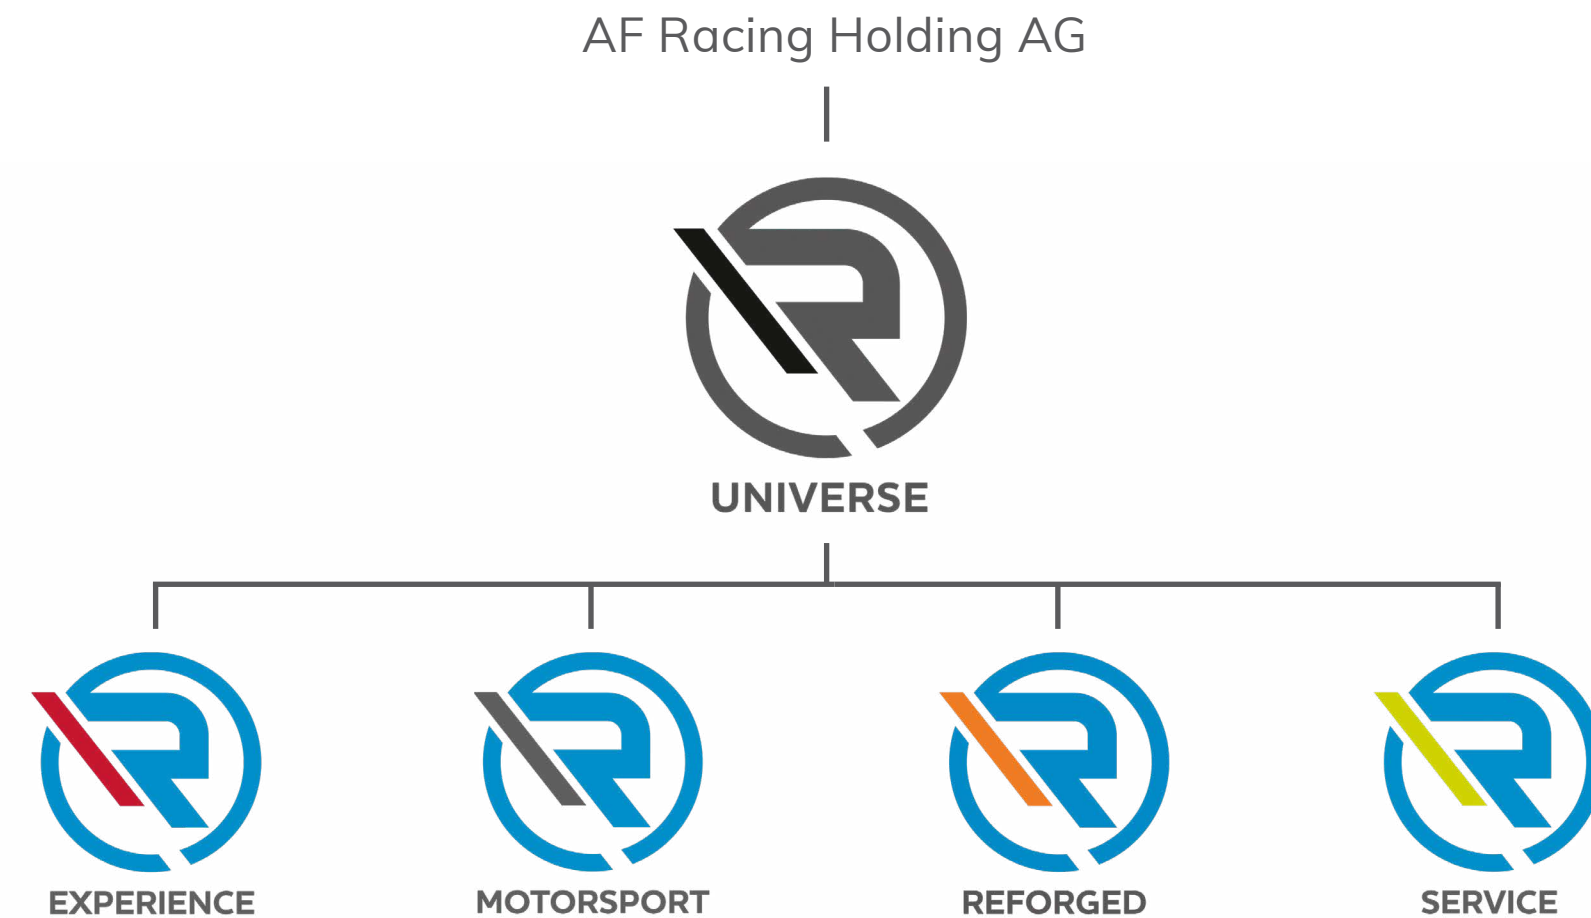 AF Racing Holding AG
R
UNIVERSE
R R R R
EXPERIENCE MOTORSPORT REFORGED SERVICE